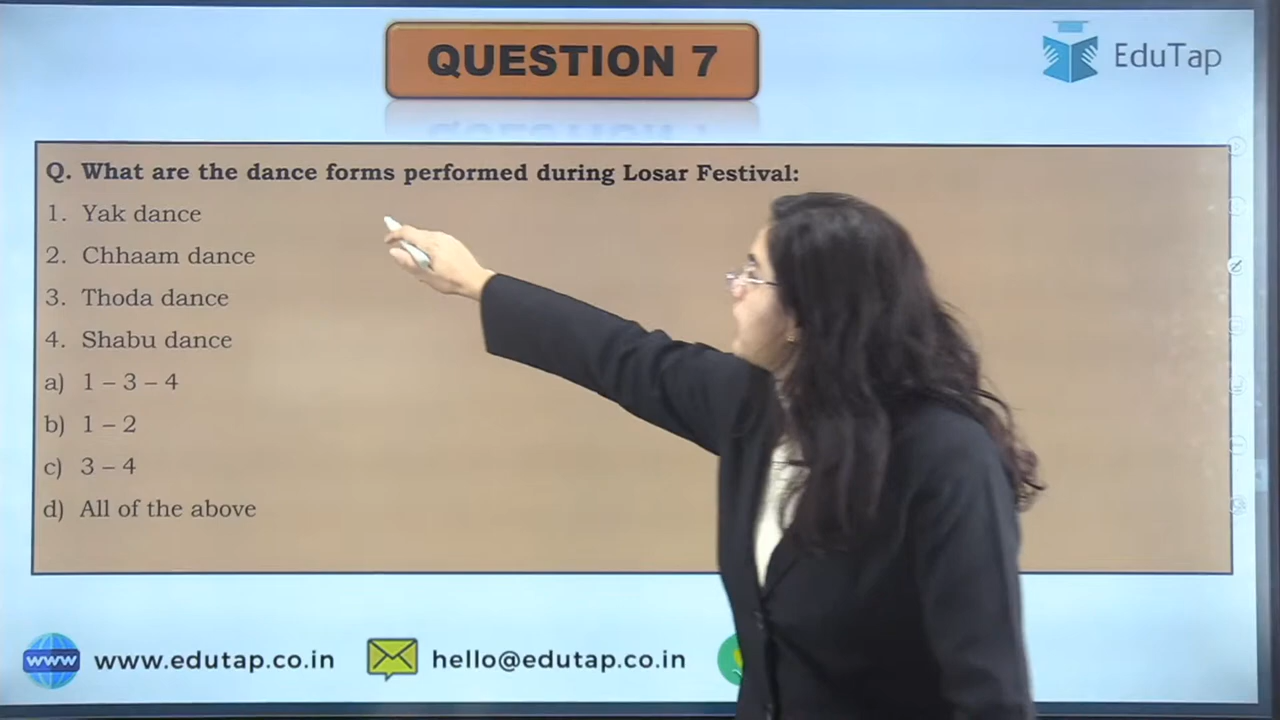 QUESTION 7
EduTap
Q. What are the dance forms performed during Losar Festival:
1. Yak dance
2. Chhaam dance
3. Thoda dance
4. Shabu dance
a) 1 – 3 – 4
b) 1 – 2
c) 3 – 4
d) All of the above
www www.edutap.co.in hello@edutap.co.in